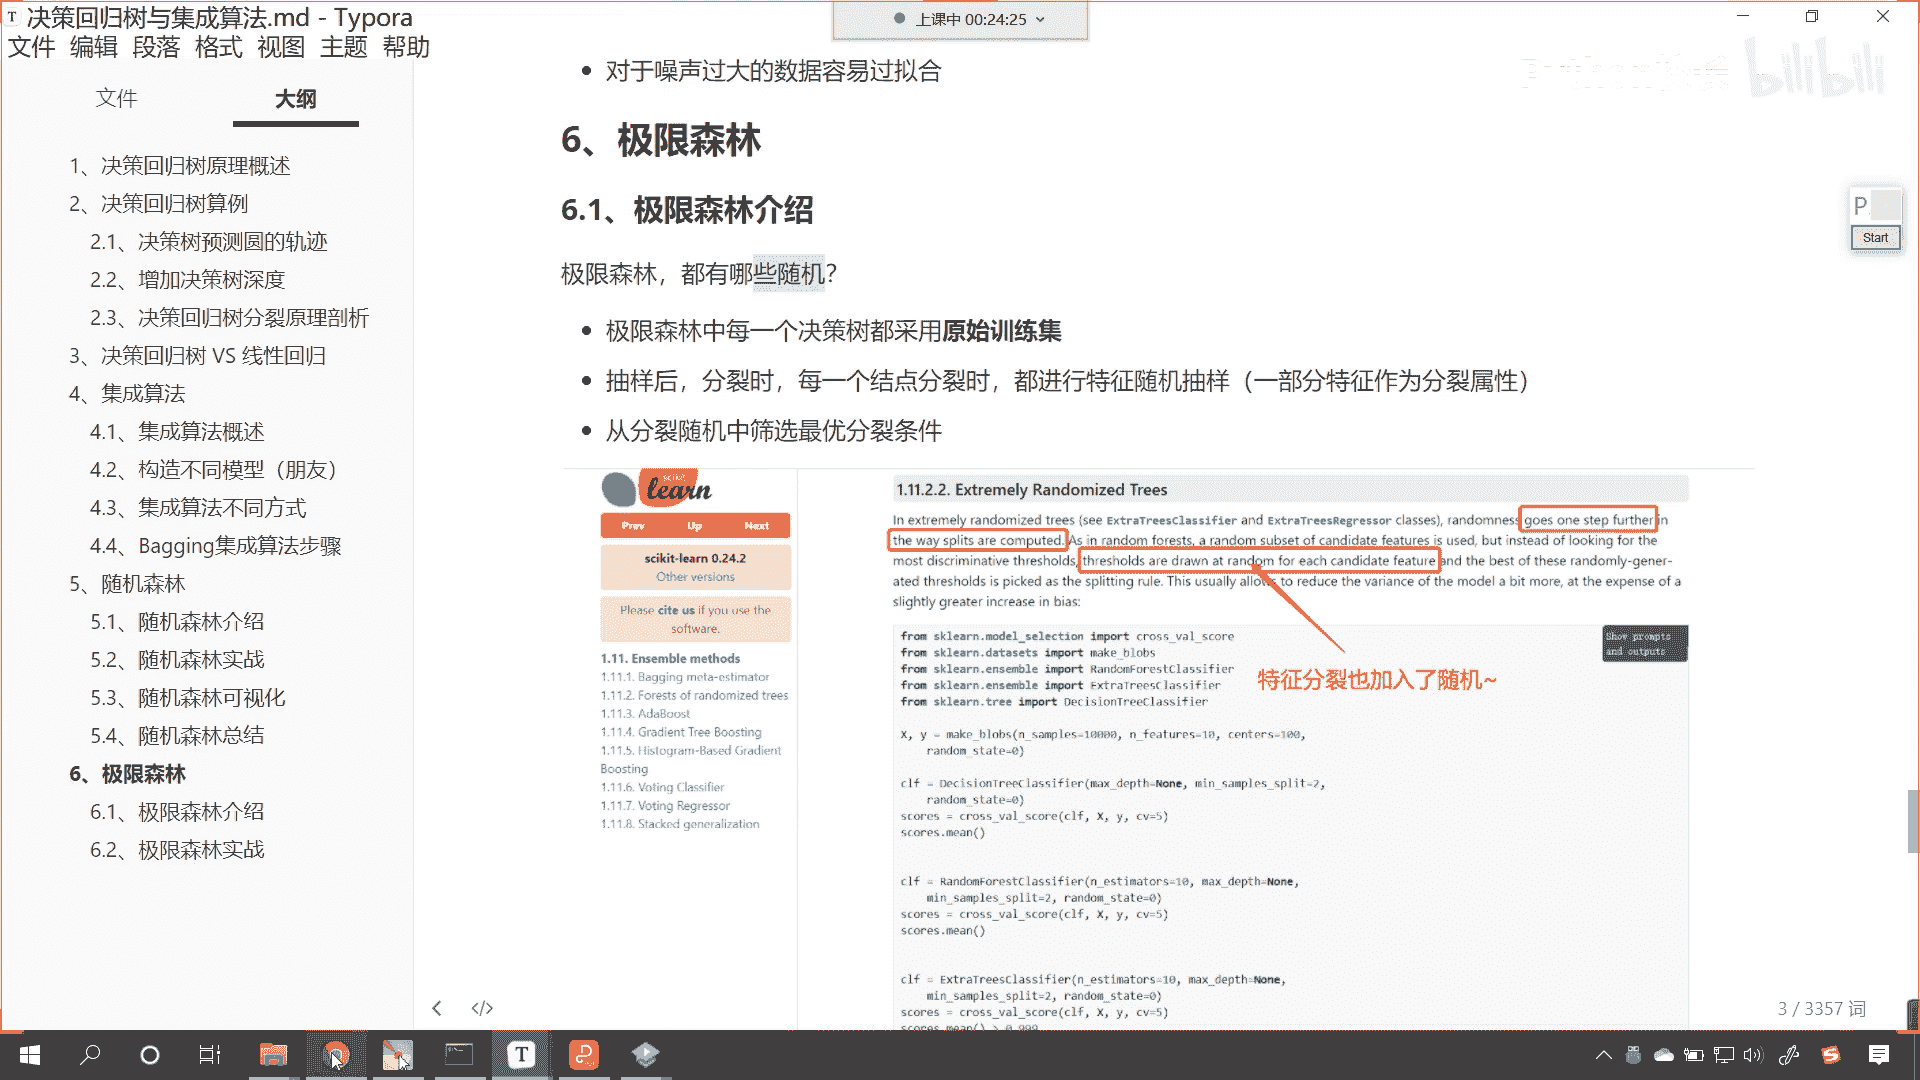 决策回归树与集成算法.md - Typora
上课中 00:24:25
文件 编辑 段落 格式 视图 主题 帮助
文件 大纲
1、决策回归树原理概述
2、决策回归树算例
2.1、决策树预测圆的轨迹
2.2、增加决策树深度
2.3、决策回归树分裂原理剖析
3、决策回归树 VS 线性回归
4、集成算法
4.1、集成算法概述
4.2、构造不同模型（朋友）
4.3、集成算法不同方式
4.4、Bagging集成算法步骤
5、随机森林
5.1、随机森林介绍
5.2、随机森林实战
5.3、随机森林可视化
5.4、随机森林总结
6、极限森林
6.1、极限森林介绍
6.2、极限森林实战
对于噪声过大的数据容易过拟合
bilibili
6、极限森林
6.1、极限森林介绍
P
Start
极限森林，都有哪些随机？
极限森林中每一个决策树都采用原始训练集
抽样后，分裂时，每一个结点分裂时，都进行特征随机抽样（一部分特征作为分裂属性）
从分裂随机中筛选最优分裂条件
scikit
learn
Prev Up Next
scikit-learn 0.24.2
Other versions
Please cite us if you use the
software.
1.11. Ensemble methods
1.11.1. Bagging meta-estimator
1.11.2. Forests of randomized trees
1.11.3. AdaBoost
1.11.4. Gradient Tree Boosting
1.11.5. Histogram-Based Gradient
Boosting
1.11.6. Voting Classifier
1.11.7. Voting Regressor
1.11.8. Stacked generalization
1.11.2.2. Extremely Randomized Trees
In extremely randomized trees (see ExtraTreesClassifier and ExtraTreesRegressor classes), randomness goes one step further in
the way splits are computed. As in random forests, a random subset of candidate features is used, but instead of looking for the
most discriminative thresholds, thresholds are drawn at random for each candidate feature and the best of these randomly-gener-
ated thresholds is picked as the splitting rule. This usually allows to reduce the variance of the model a bit more, at the expense of a
slightly greater increase in bias:
Show prompts
and outputs
from sklearn.model_selection import cross_val_score
from sklearn.datasets import make_blobs
from sklearn.ensemble import RandomForestClassifier
from sklearn.ensemble import ExtraTreesClassifier
from sklearn.tree import DecisionTreeClassifier
特征分裂也加入了随机~
X, y = make_blobs(n_samples=10000, n_features=10, centers=100,
random_state=0)
clf = DecisionTreeClassifier(max_depth=None, min_samples_split=2,
random_state=0)
scores = cross_val_score(clf, X, y, cv=5)
scores.mean()
clf = RandomForestClassifier(n_estimators=10, max_depth=None,
min_samples_split=2, random_state=0)
scores = cross_val_score(clf, X, y, cv=5)
scores.mean()
clf = ExtraTreesClassifier(n_estimators=10, max_depth=None,
min_samples_split=2, random_state=0)
scores = cross_val_score(clf, X, y, cv=5)
scores.mean() > 0.999
3 / 3357 词